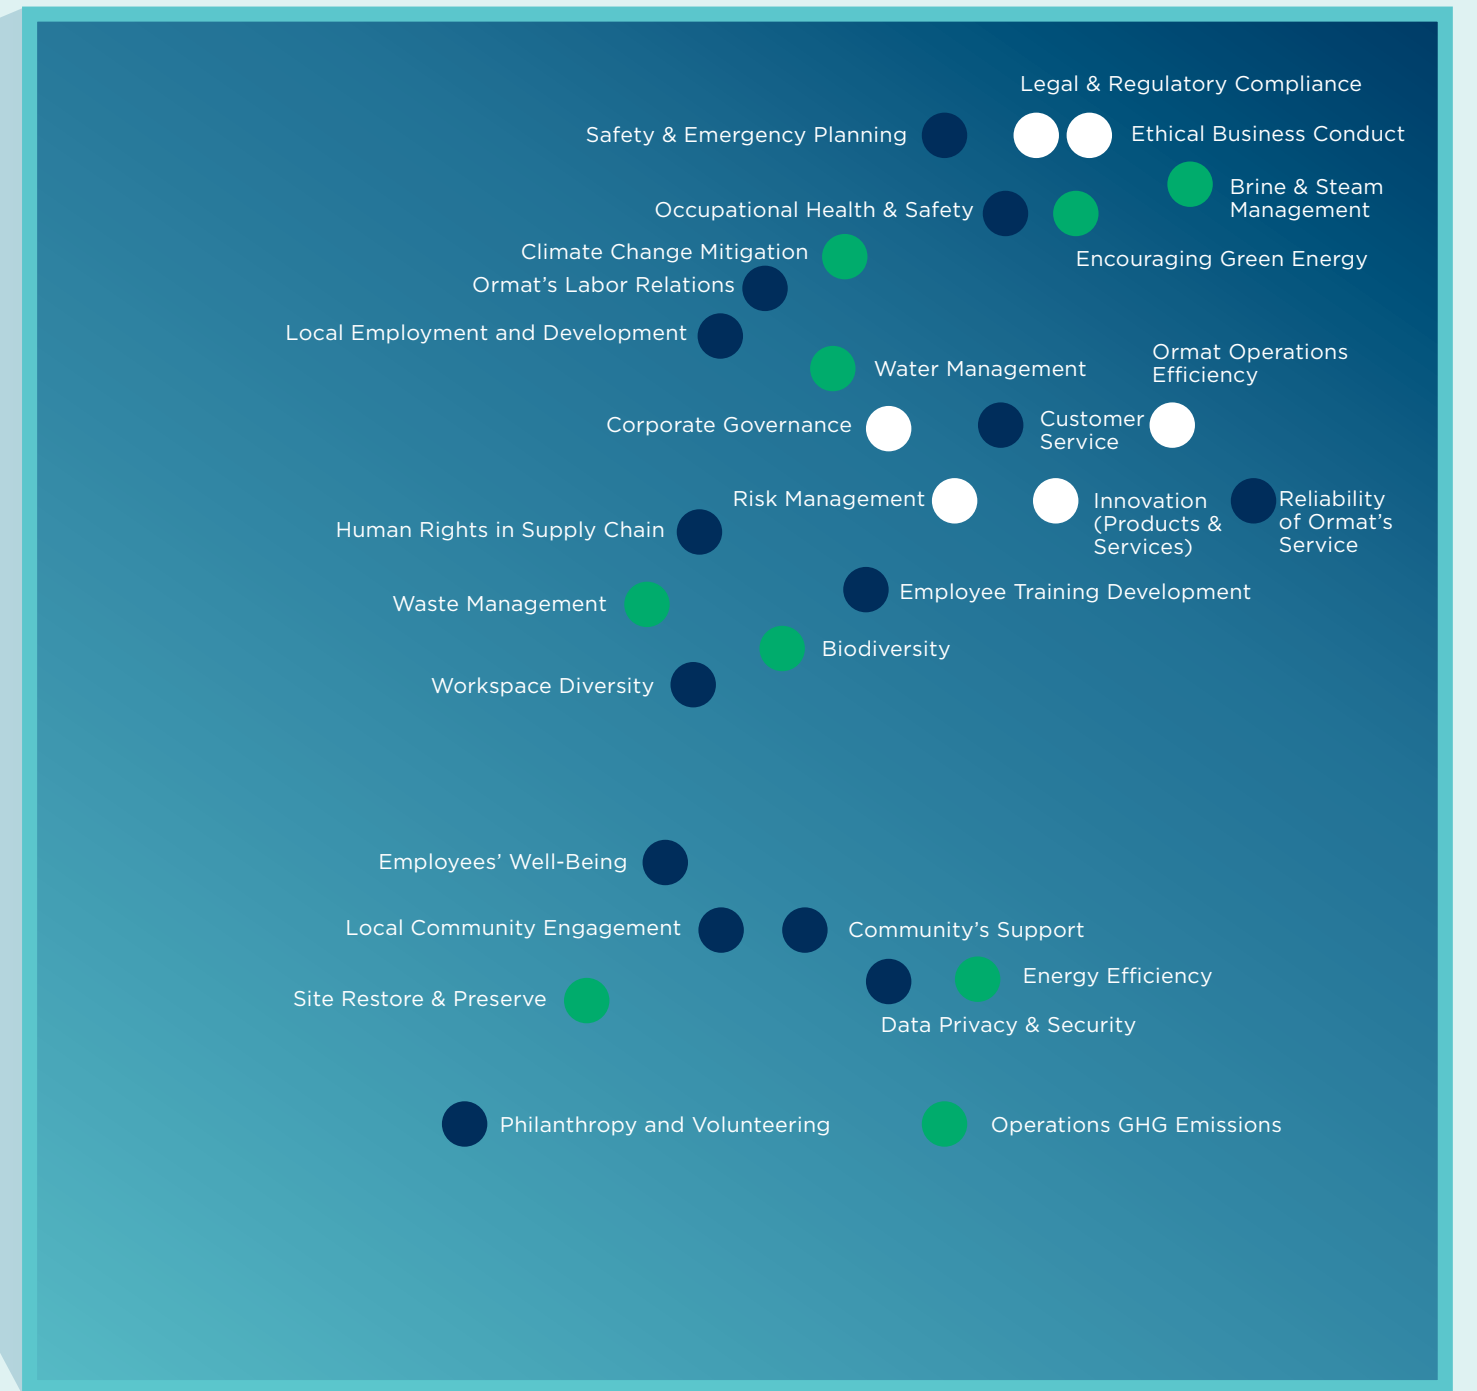 Legal & Regulatory Compliance
Safety & Emergency Planning
Ethical Business Conduct
Brine & Steam
Management
Occupational Health & Safety
Climate Change Mitigation
Encouraging Green Energy
Ormat’s Labor Relations
Local Employment and Development
Ormat Operations
Efficiency
Water Management
Corporate Governance
Customer
Service
Risk Management
Innovation
(Products &
Services)
Reliability
of Ormat’s
Service
Human Rights in Supply Chain
Employee Training Development
Waste Management
Biodiversity
Workspace Diversity
Employees’ Well-Being
Local Community Engagement
Community’s Support
Energy Efficiency
Site Restore & Preserve
Data Privacy & Security
Philanthropy and Volunteering
Operations GHG Emissions